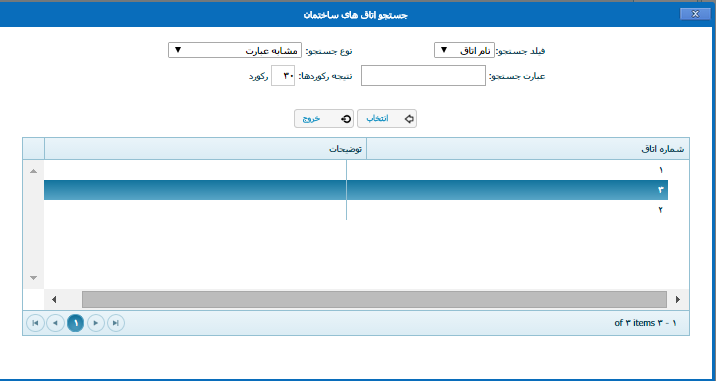 جستجو اتاق های ساختمان
X
فیلد جستجو: نام اتاق نوع جستجو: مشابه عبارت
عبارت جستجو: نتیجه رکوردها: ۳۰ رکورد
انتخاب خروج
شماره اتاق توضیحات
۱
۳
۲
۱
۱ - ۳ of ۳ items